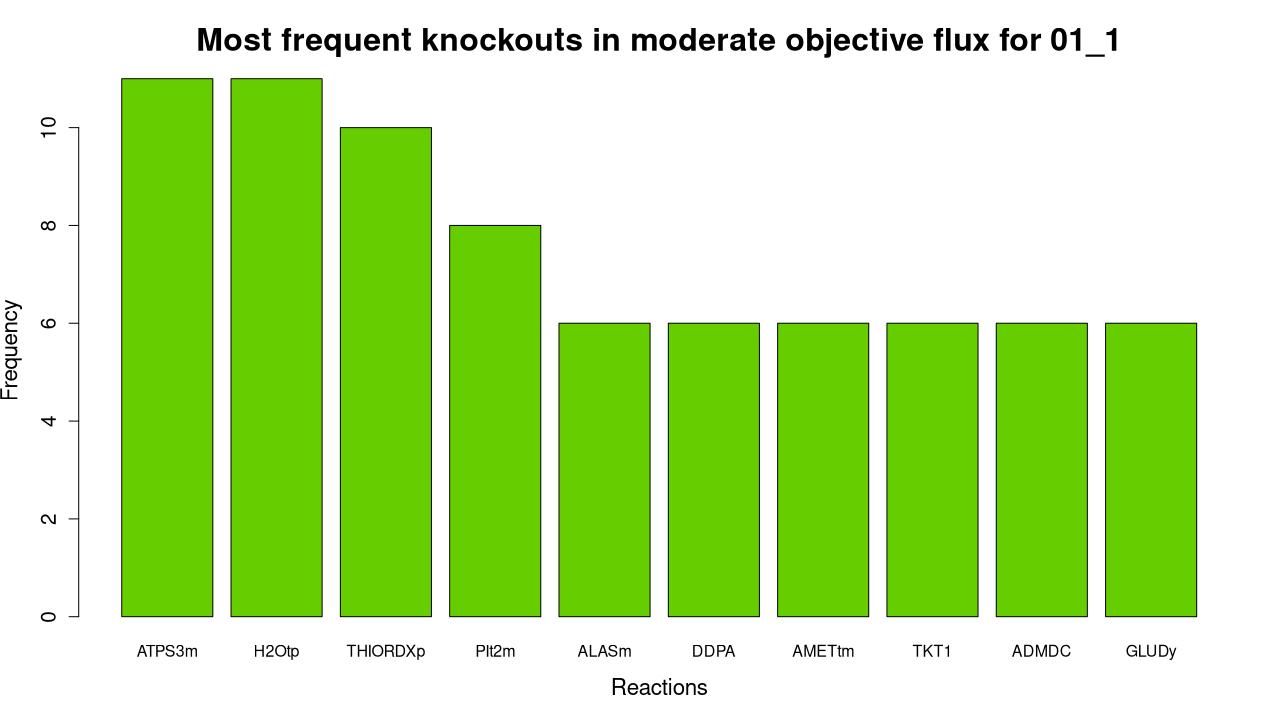 Most frequent knockouts in moderate objective flux for 01_1
Frequency
10
8
6
4
2
0
ATPS3m H2Otp THIORDXp PIt2m ALASm DDPA AMETtm TKT1 ADMDC GLUDy
Reactions